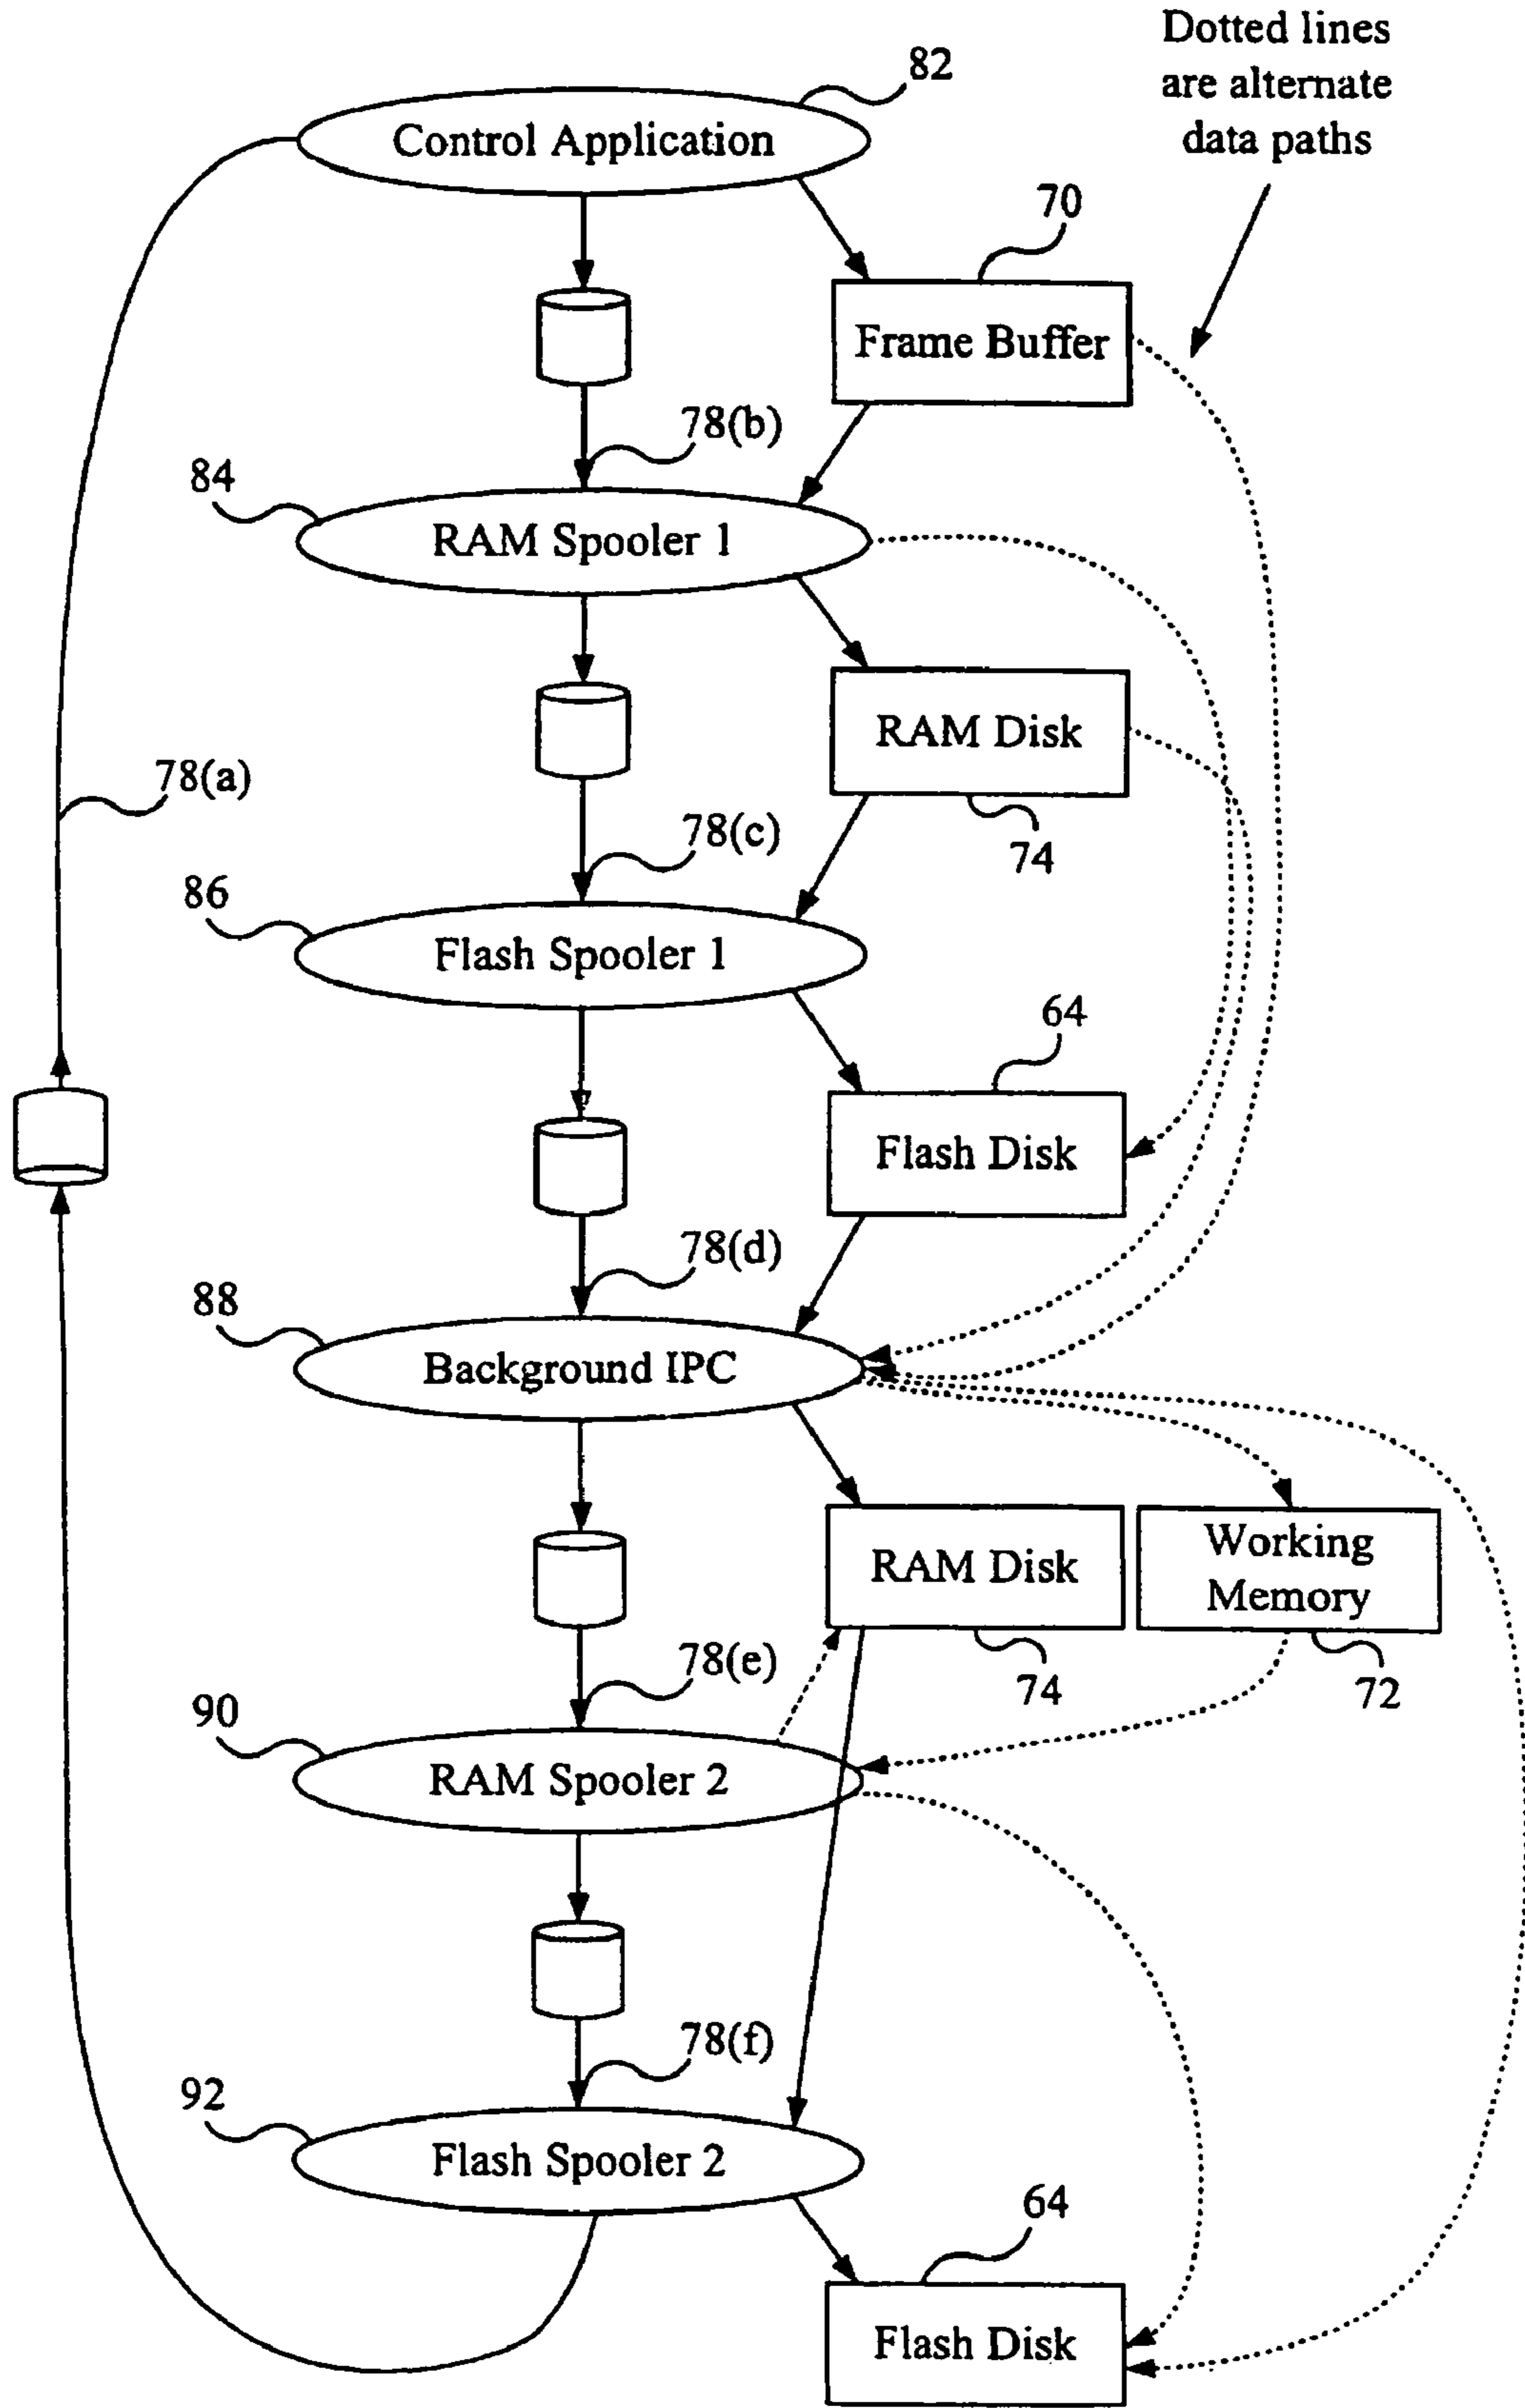 Dotted lines
are alternate
data paths
82
Control Application
70
Frame Buffer
78(b)
84
RAM Spooler 1
RAM Disk
78(a)
78(c)
74
86
Flash Spooler 1
64
Flash Disk
78(d)
88
Background IPC
RAM Disk
Working
Memory
78(e)
74
72
90
RAM Spooler 2
78(f)
92
Flash Spooler 2
64
Flash Disk